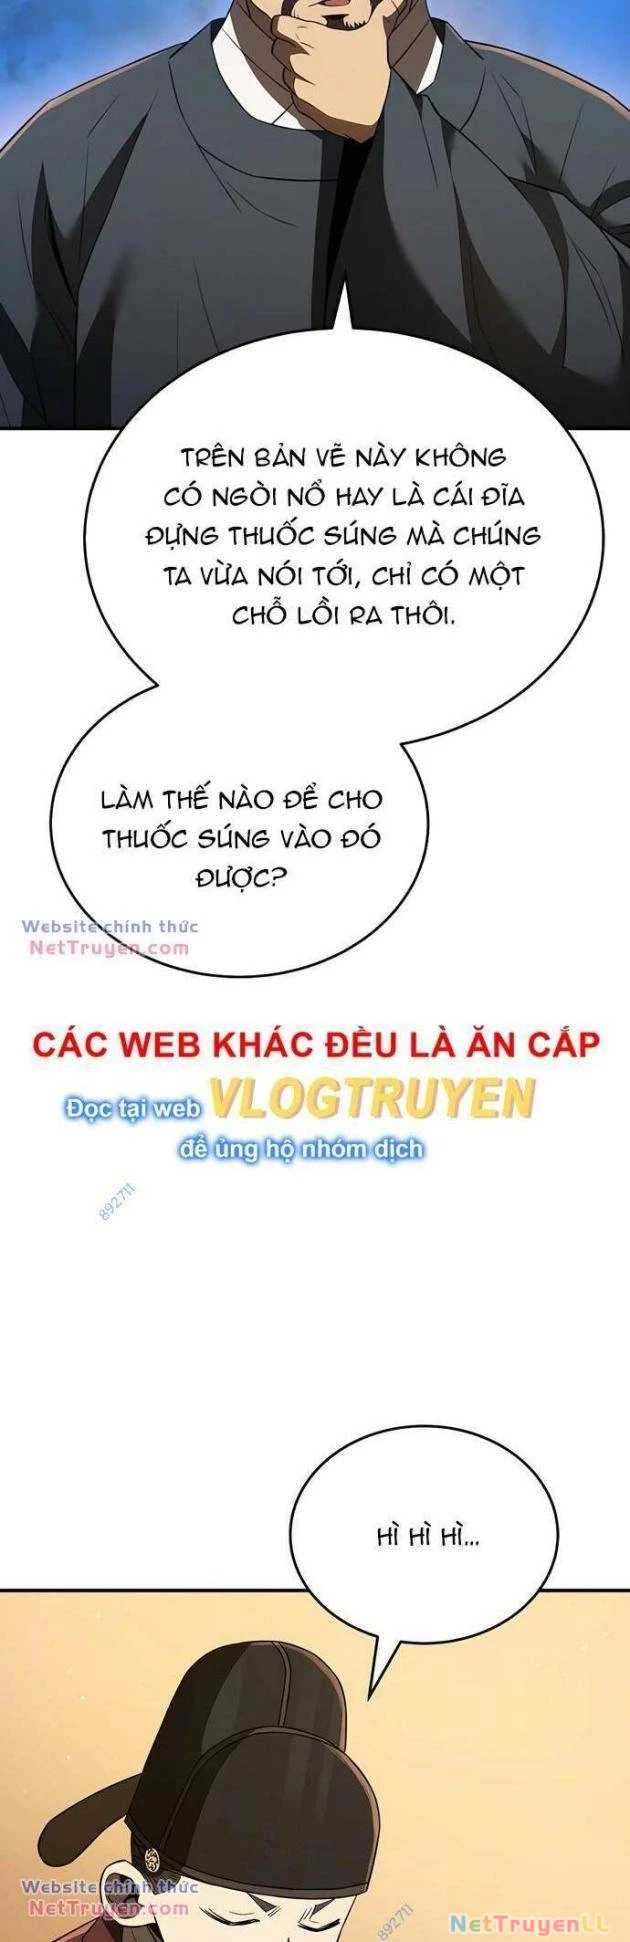 TRÊN BẢN VẼ NÀY KHÔNG
CÓ NGÒI NỔ HAY LÀ CÁI ĐĨA
ĐỰNG THUỐC SÚNG MÀ CHÚNG
TA VỪA NÓI TỚI, CHỈ CÓ MỘT
CHỖ LỒI RA THÔI.
LÀM THẾ NÀO ĐỂ CHO
THUỐC SÚNG VÀO ĐÓ
ĐƯỢC?
Website chính thức
NetTruyen.com
CÁC WEB KHÁC ĐỀU LÀ ĂN CẮP
Đọc tại web VLOGTRUYEN
để ủng hộ nhóm dịch
892711
HÌ HÌ HÌ...
Website chính thức
NetTruyen.com
892711
NetTruyenLL